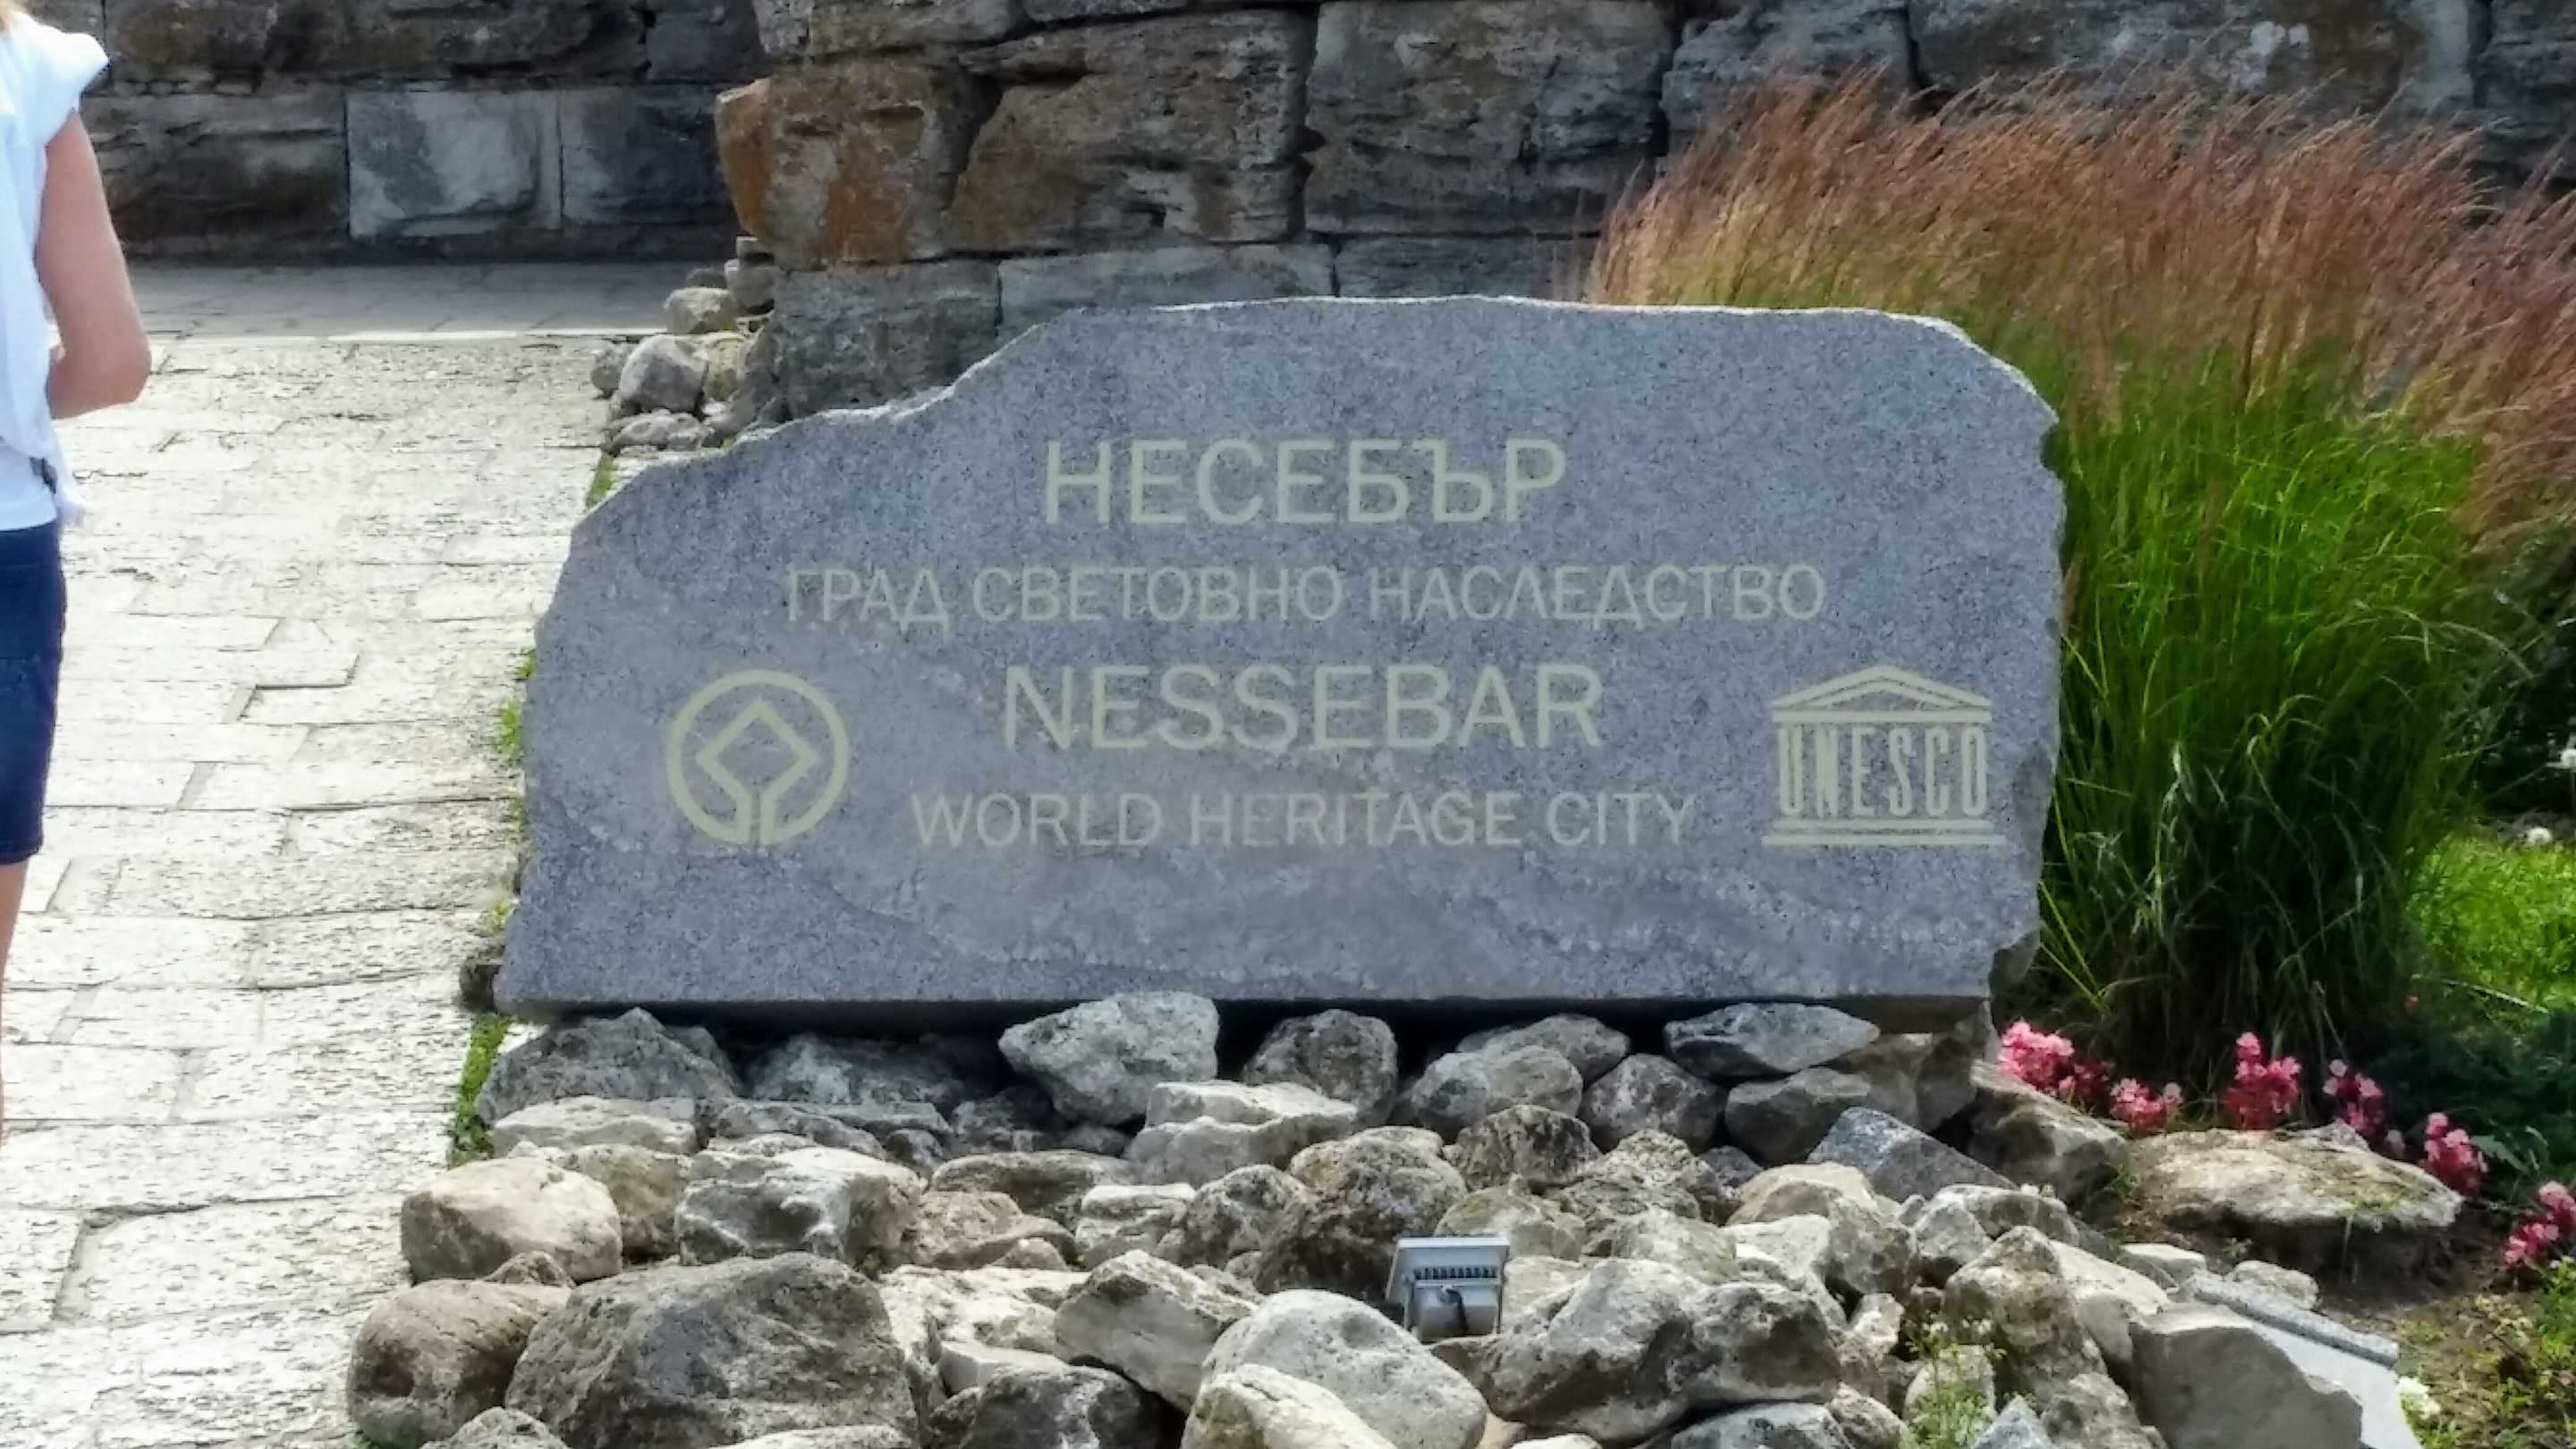 НЕСЕБЪР
ГРАД СВЕТОВНО НАСЛЕДСТВО
NESSEBAR
WORLD HERITAGE CITY
UNESCO